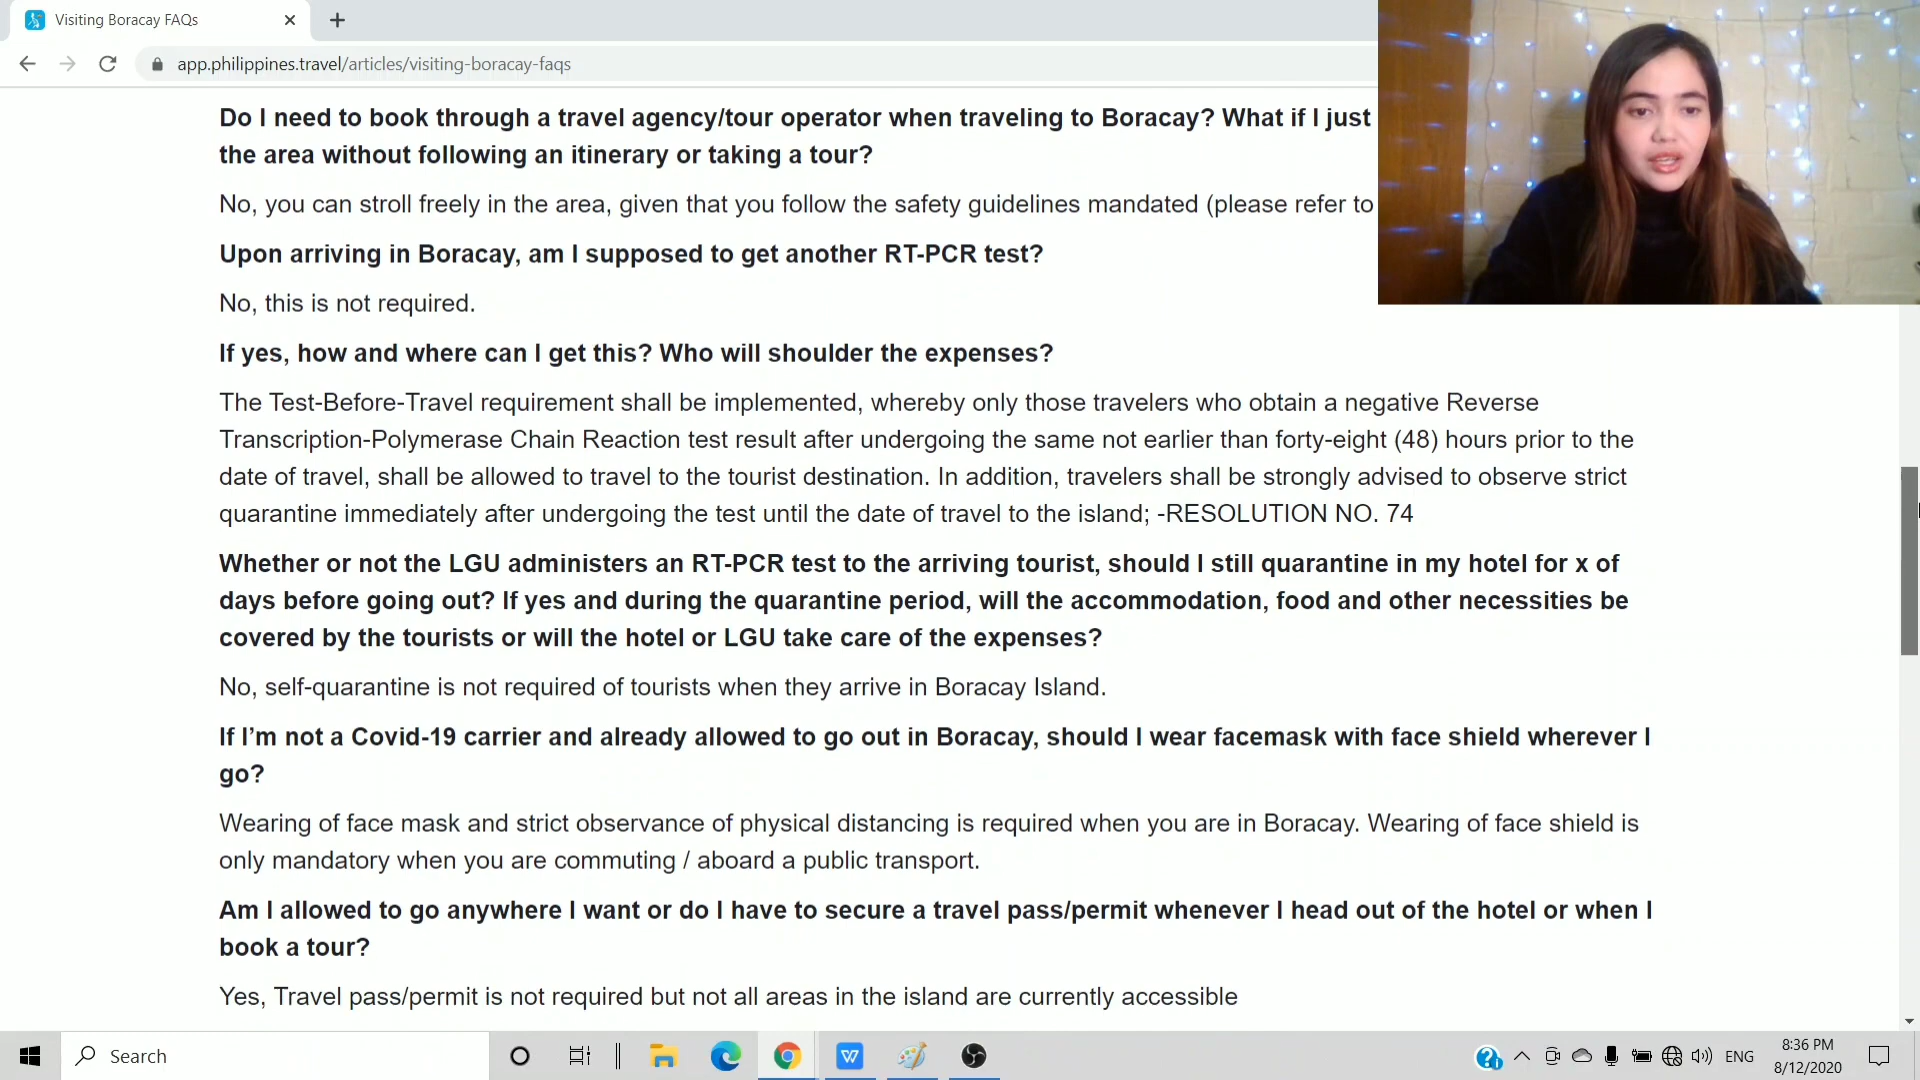 Visiting Boracay FAQs
app.philippines.travel/articles/visiting-boracay-faqs
Do I need to book through a travel agency/tour operator when traveling to Boracay? What if I just
the area without following an itinerary or taking a tour?
No, you can stroll freely in the area, given that you follow the safety guidelines mandated (please refer to
Upon arriving in Boracay, am I supposed to get another RT-PCR test?
No, this is not required.
If yes, how and where can I get this? Who will shoulder the expenses?
The Test-Before-Travel requirement shall be implemented, whereby only those travelers who obtain a negative Reverse
Transcription-Polymerase Chain Reaction test result after undergoing the same not earlier than forty-eight (48) hours prior to the
date of travel, shall be allowed to travel to the tourist destination. In addition, travelers shall be strongly advised to observe strict
quarantine immediately after undergoing the test until the date of travel to the island; -RESOLUTION NO. 74
Whether or not the LGU administers an RT-PCR test to the arriving tourist, should I still quarantine in my hotel for x of
days before going out? If yes and during the quarantine period, will the accommodation, food and other necessities be
covered by the tourists or will the hotel or LGU take care of the expenses?
No, self-quarantine is not required of tourists when they arrive in Boracay Island.
If I’m not a Covid-19 carrier and already allowed to go out in Boracay, should I wear facemask with face shield wherever I
go?
Wearing of face mask and strict observance of physical distancing is required when you are in Boracay. Wearing of face shield is
only mandatory when you are commuting / aboard a public transport.
Am I allowed to go anywhere I want or do I have to secure a travel pass/permit whenever I head out of the hotel or when I
book a tour?
Yes, Travel pass/permit is not required but not all areas in the island are currently accessible
Search
ENG
8:36 PM
8/12/2020